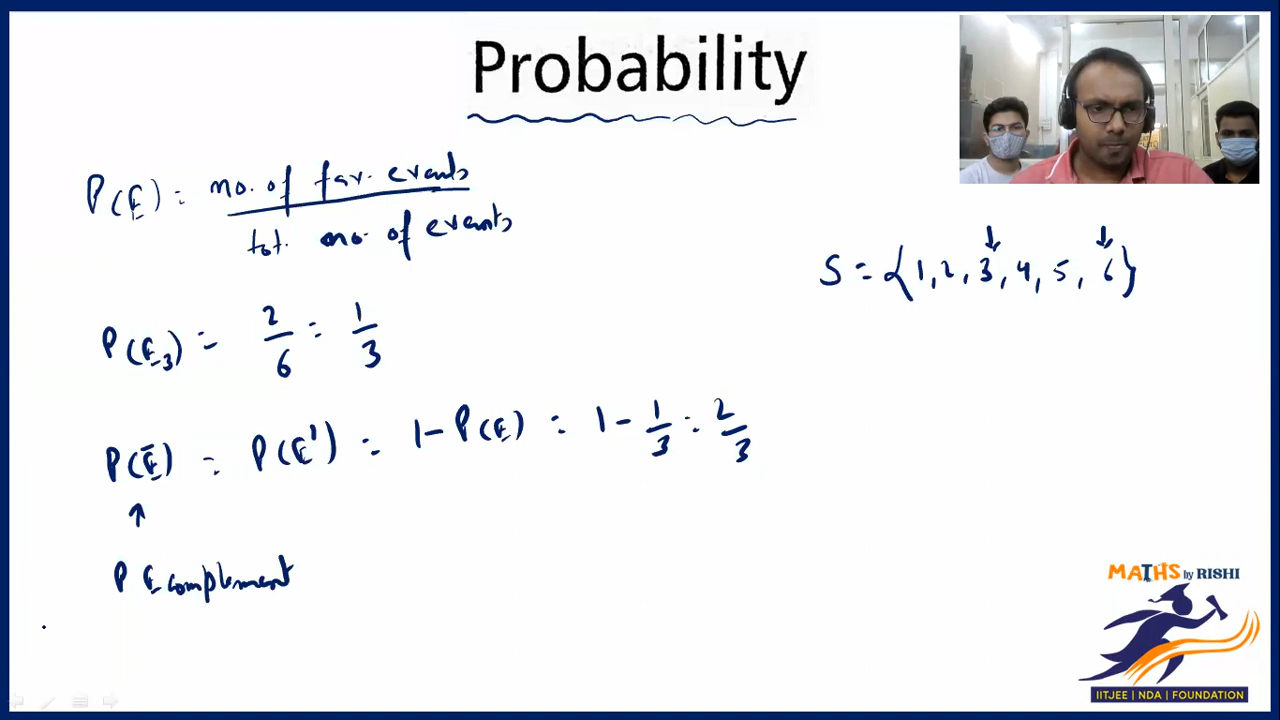 Probability
P(E) = no. of fav. events / tot. no. of events
S = {1, 2, 3, 4, 5, 6}
P(E₃) = 2/6 = 1/3
P(Ē) = P(E') = 1 - P(E) = 1 - 1/3 = 2/3
↑
P E complement
MATHS by RISHI
IITJEE | NDA | FOUNDATION